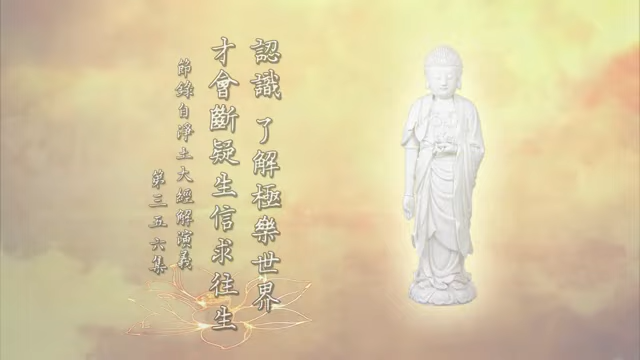 認識 了解極樂世界
才會斷疑生信求往生
節錄自淨土大經解演義
第三五六集